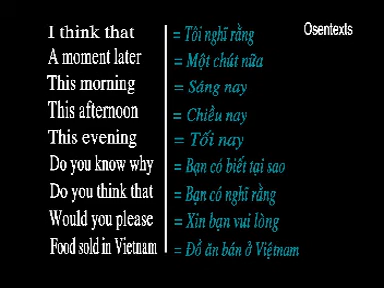 Osentexts
I think that = Tôi nghĩ rằng
A moment later = Một chút nữa
This morning = Sáng nay
This afternoon = Chiều nay
This evening = Tối nay
Do you know why = Bạn có biết tại sao
Do you think that = Bạn có nghĩ rằng
Would you please = Xin bạn vui lòng
Food sold in Vietnam = Đồ ăn bán ở Việtnam